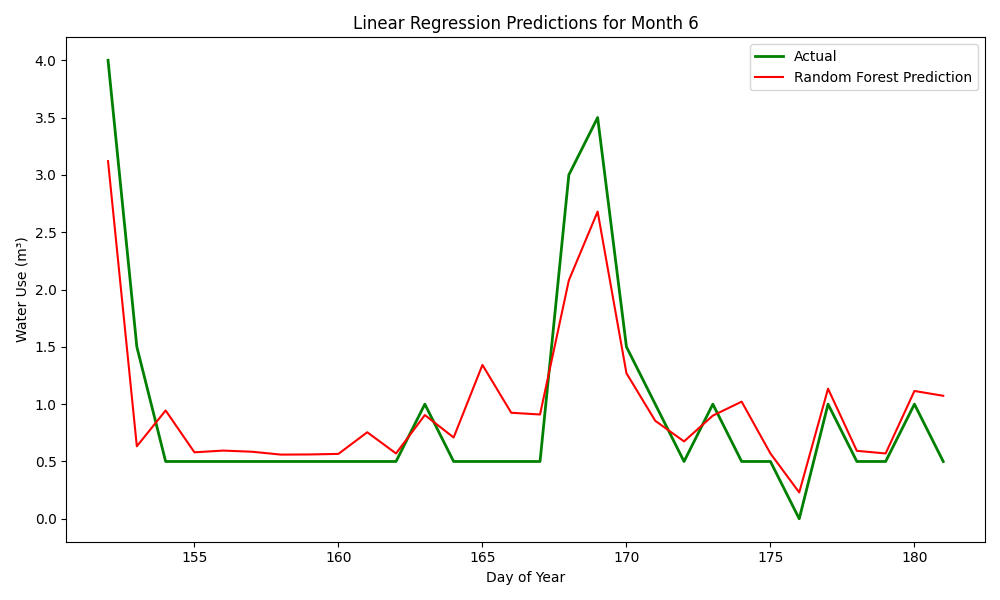 Linear Regression Predictions for Month 6
Actual
Random Forest Prediction
Water Use (m³)
4.0
3.5
3.0
2.5
2.0
1.5
1.0
0.5
0.0
155 160 165 170 175 180
Day of Year